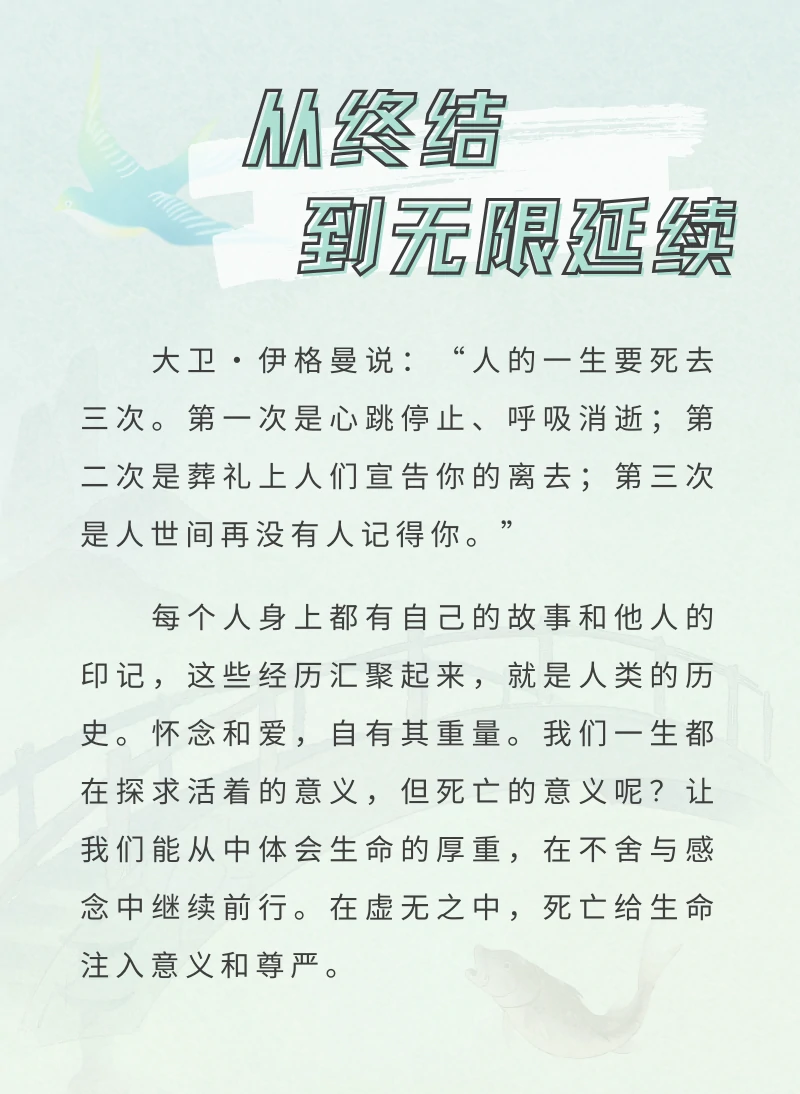 从终结
到无限延续
大卫·伊格曼说：“人的一生要死去
三次。第一次是心跳停止、呼吸消逝；第
二次是葬礼上人们宣告你的离去；第三次
是人世间再没有人记得你。”
每个人身上都有自己的故事和他人的
印记，这些经历汇聚起来，就是人类的历
史。怀念和爱，自有其重量。我们一生都
在探求活着的意义，但死亡的意义呢？让
我们能从中体会生命的厚重，在不舍与感
念中继续前行。在虚无之中，死亡给生命
注入意义和尊严。